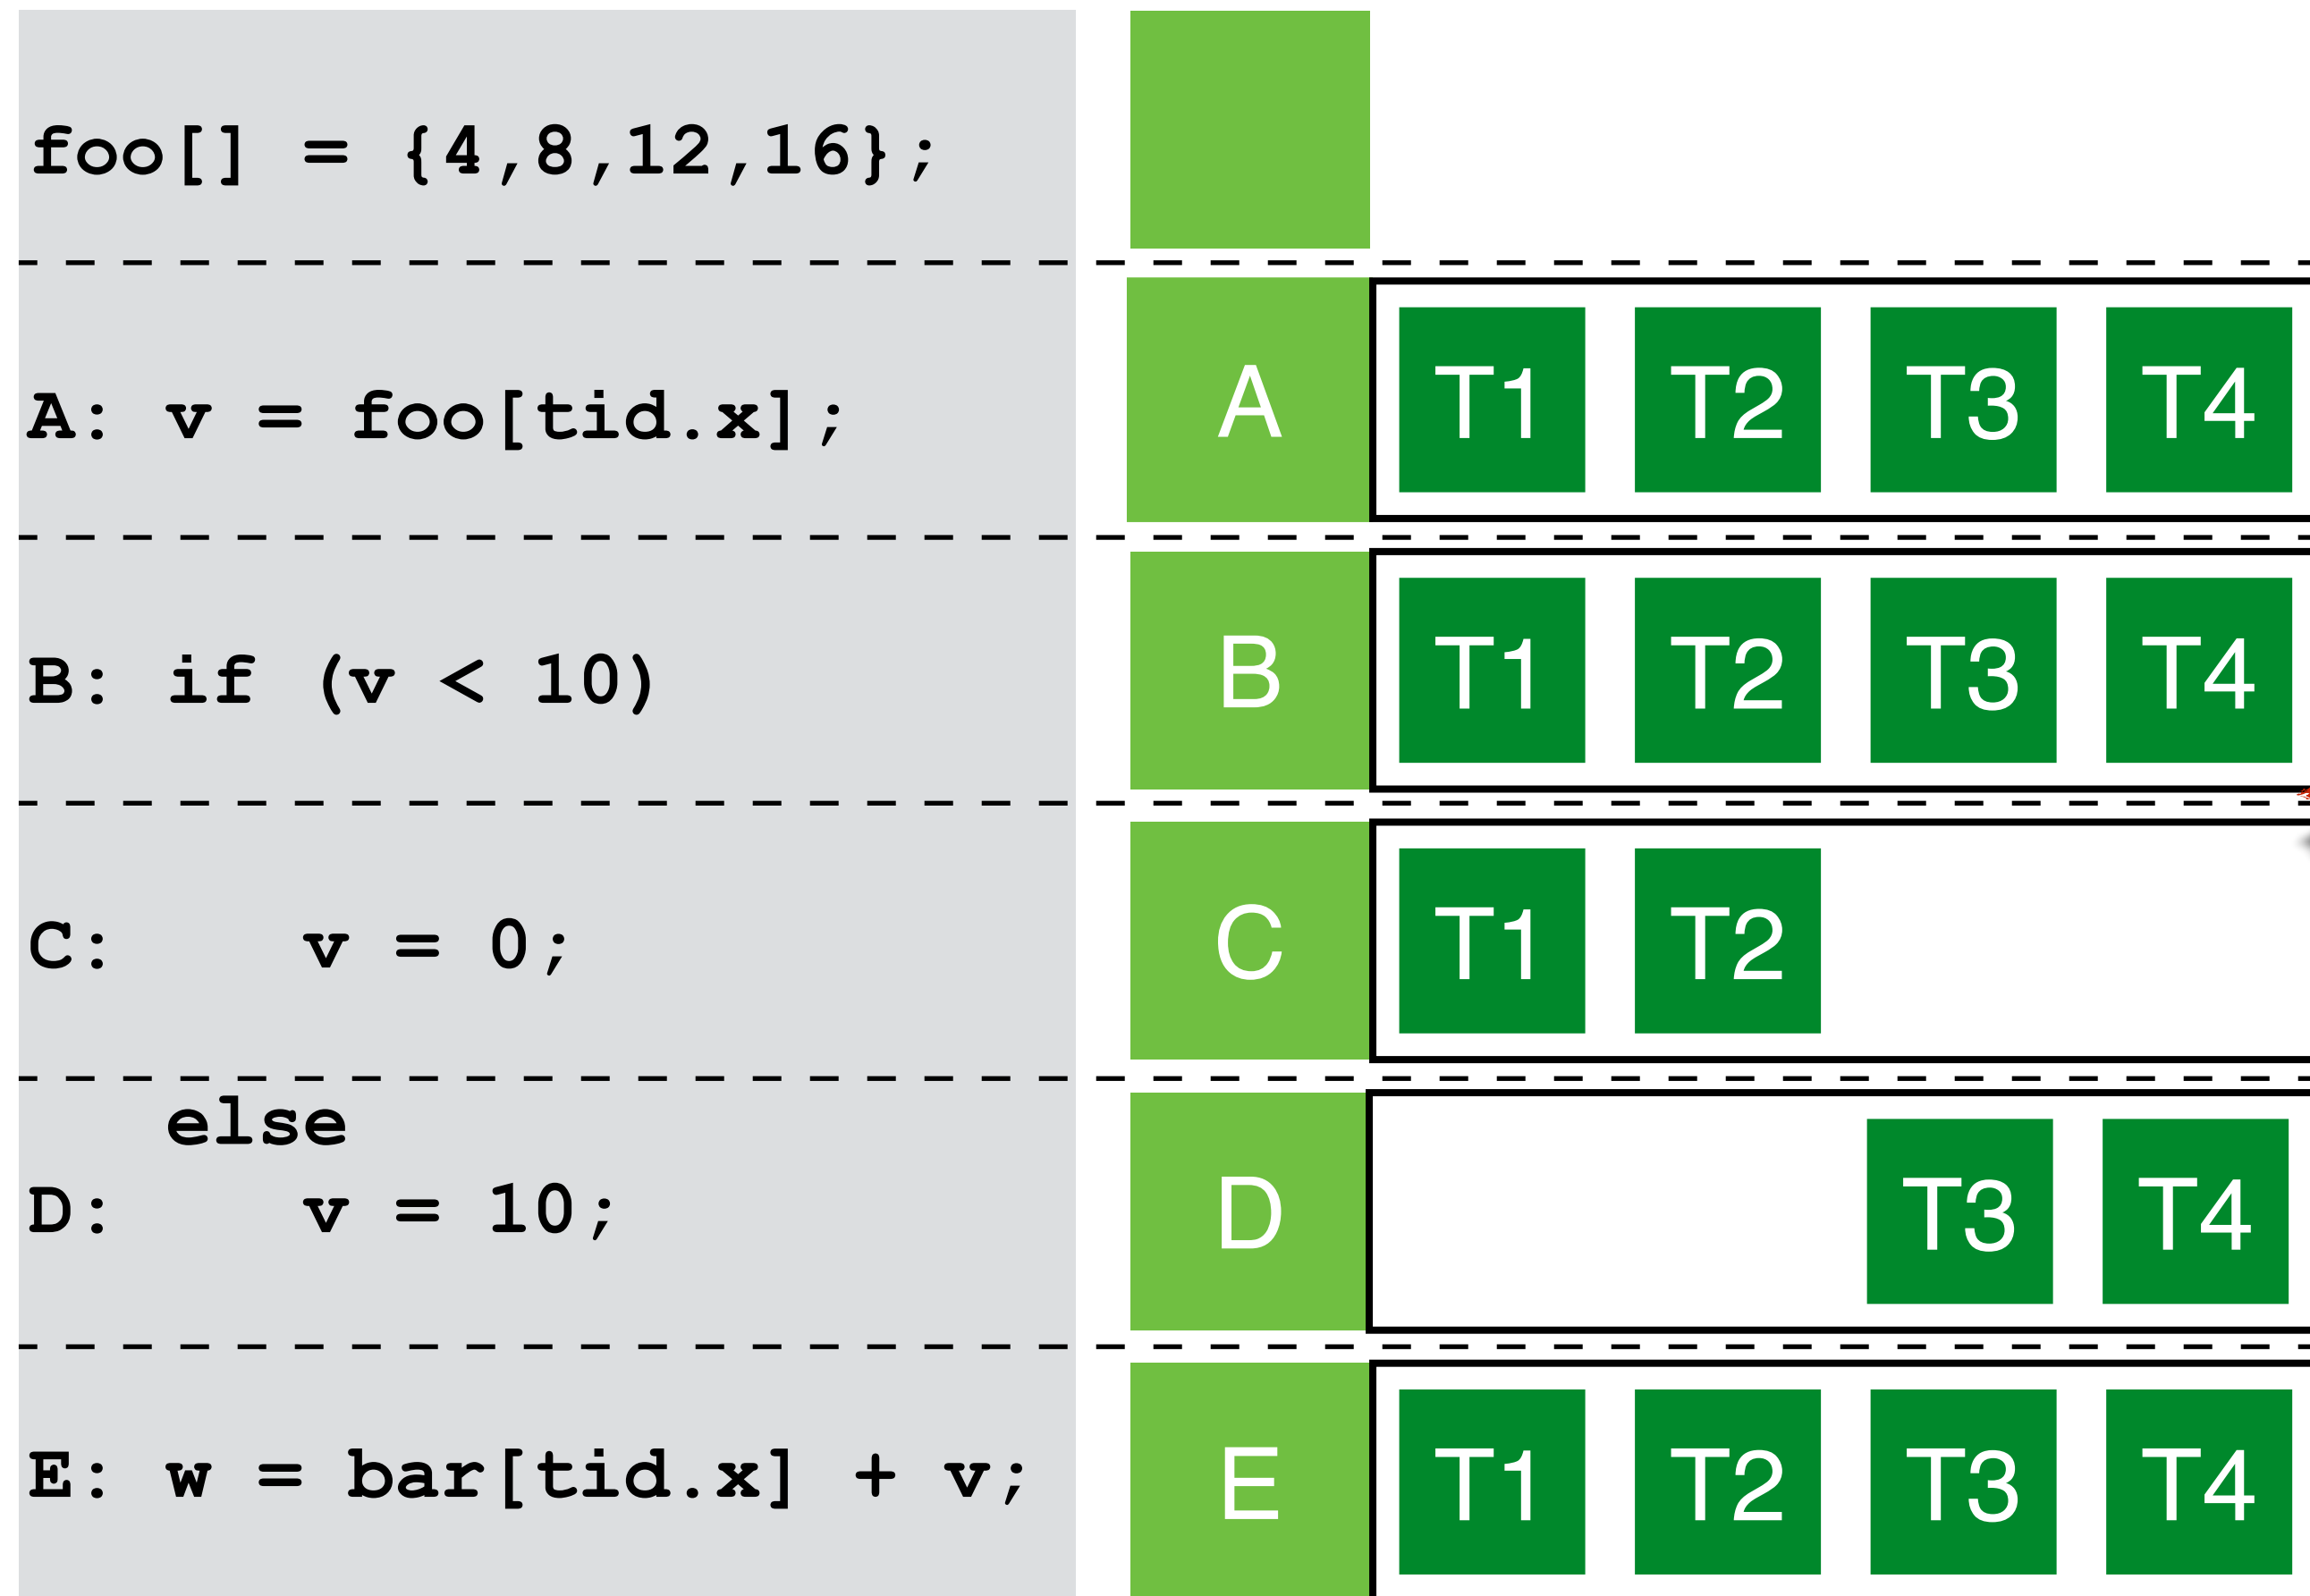 foo[] = {4,8,12,16};
A: v = foo[tid.x];
A T1 T2 T3 T4
B: if (v < 10)
B T1 T2 T3 T4
C:    v = 0;
C T1 T2
else
D:    v = 10;
D T3 T4
E: w = bar[tid.x] + v;
E T1 T2 T3 T4